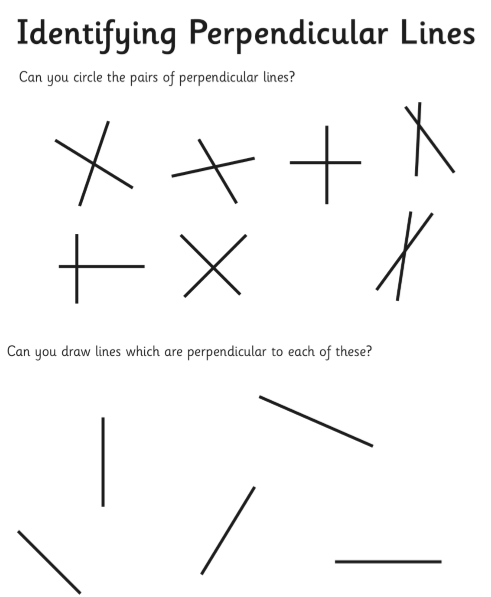 Identifying Perpendicular Lines
Can you circle the pairs of perpendicular lines?
Can you draw lines which are perpendicular to each of these?